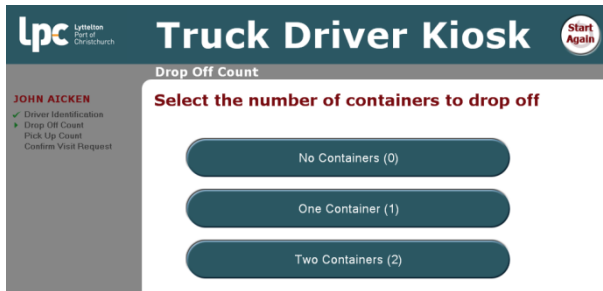 lpc
Lyttelton
Port of
Christchurch
Truck Driver Kiosk
Start
Again
Drop Off Count
JOHN AICKEN
Driver Identification
Drop Off Count
Pick Up Count
Confirm Visit Request
Select the number of containers to drop off
No Containers (0)
One Container (1)
Two Containers (2)